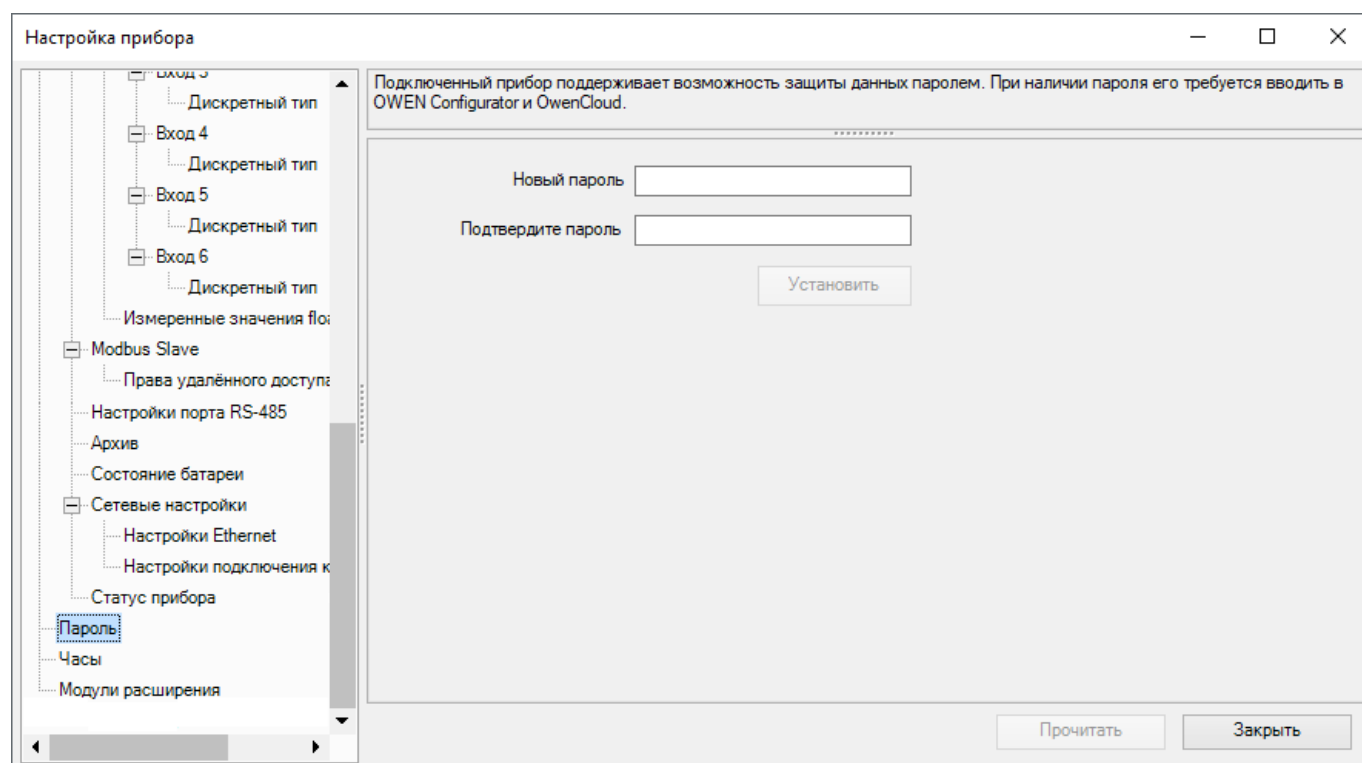 Настройка прибора
Вход 3
Дискретный тип
Вход 4
Дискретный тип
Вход 5
Дискретный тип
Вход 6
Дискретный тип
Измеренные значения floa
Modbus Slave
Права удалённого доступа
Настройки порта RS-485
Архив
Состояние батареи
Сетевые настройки
Настройки Ethernet
Настройки подключения к
Статус прибора
Пароль
Часы
Модули расширения
Подключенный прибор поддерживает возможность защиты данных паролем. При наличии пароля его требуется вводить в
OWEN Configurator и OwenCloud.
Новый пароль
Подтвердите пароль
Установить
Прочитать
Закрыть